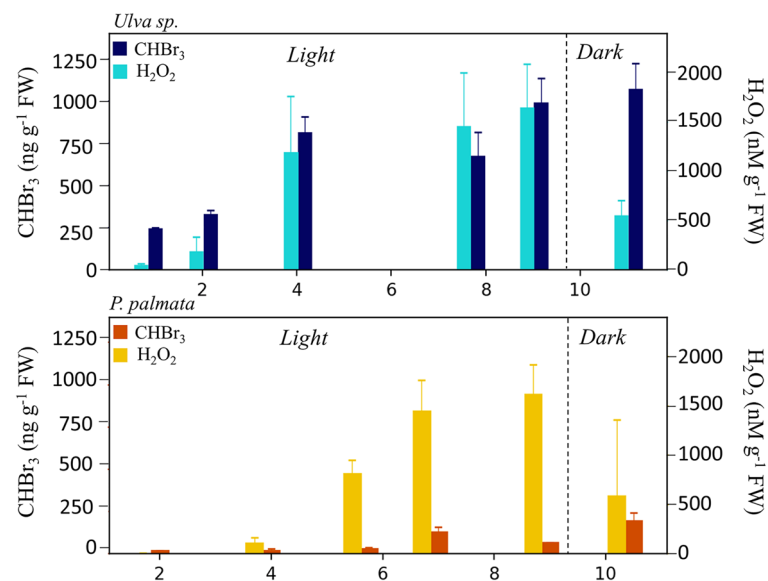 Ulva sp.
Light
Dark
CHBr₃
H₂O₂
CHBr₃ (ng g⁻¹ FW)
1250
1000
750
500
250
0
H₂O₂ (nM g⁻¹ FW)
2000
1500
1000
500
0
2 4 6 8 10
P. palmata
Light
Dark
CHBr₃
H₂O₂
CHBr₃ (ng g⁻¹ FW)
1250
1000
750
500
250
0
H₂O₂ (nM g⁻¹ FW)
2000
1500
1000
500
0
2 4 6 8 10